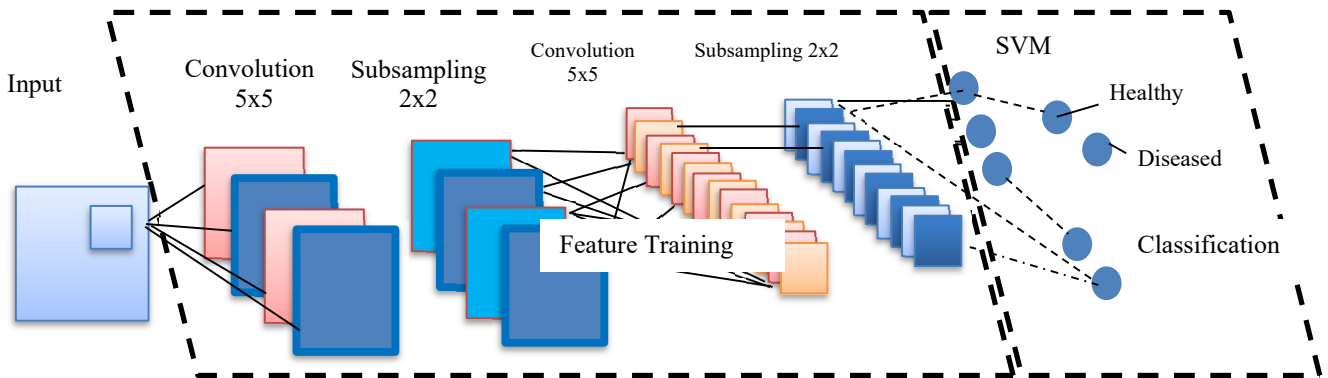 Input
Convolution
5x5
Subsampling
2x2
Convolution
5x5
Subsampling 2x2
SVM
Healthy
Diseased
Feature Training
Classification